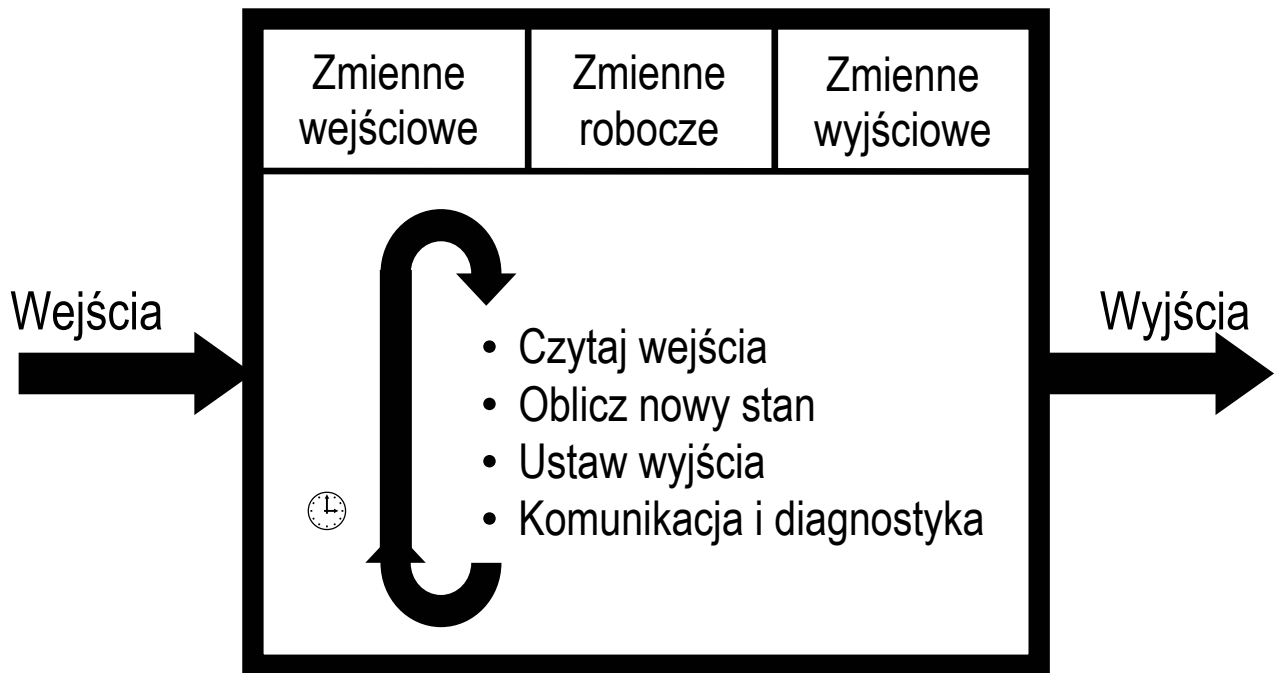 Zmienne
wejściowe
Zmienne
robocze
Zmienne
wyjściowe
Wejścia
Wyjścia
• Czytaj wejścia
• Oblicz nowy stan
• Ustaw wyjścia
• Komunikacja i diagnostyka